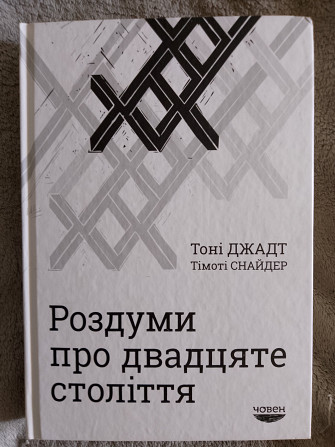 Тоні ДЖАДТ
Тімоті СНАЙДЕР
Роздуми
про двадцяте
століття
човен